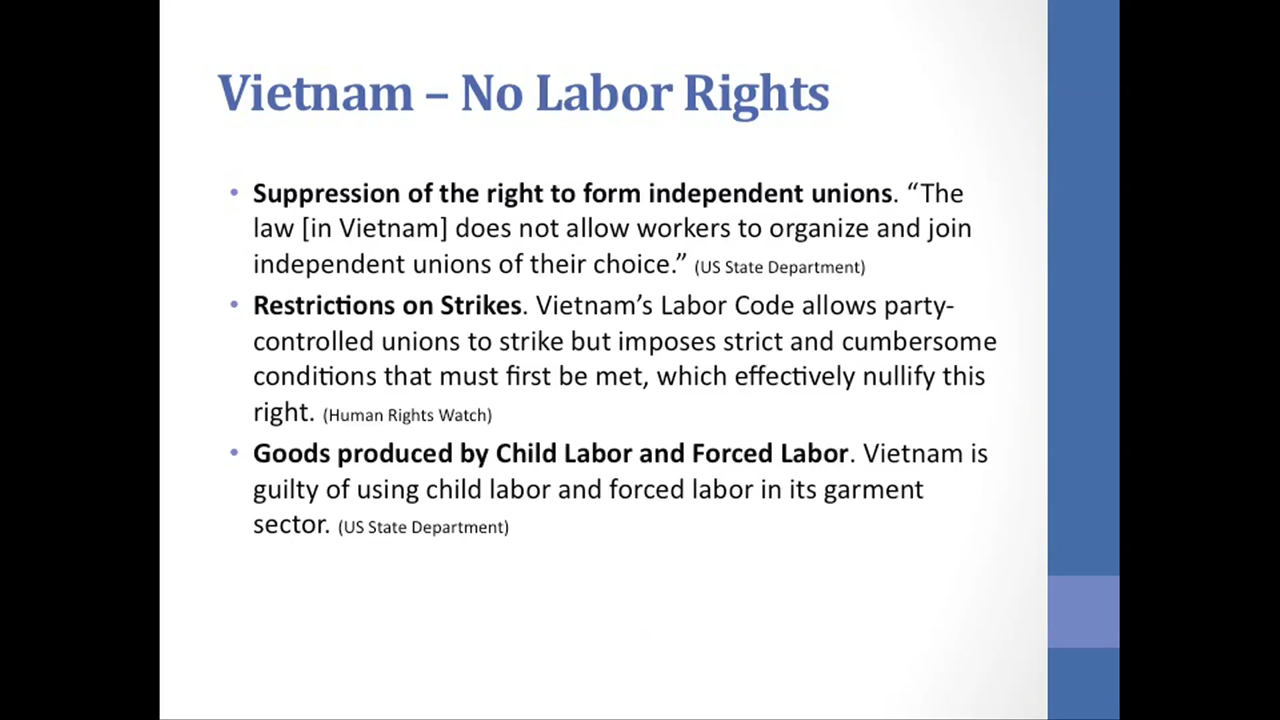 Vietnam – No Labor Rights
• Suppression of the right to form independent unions. “The
law [in Vietnam] does not allow workers to organize and join
independent unions of their choice.” (US State Department)
• Restrictions on Strikes. Vietnam’s Labor Code allows party-
controlled unions to strike but imposes strict and cumbersome
conditions that must first be met, which effectively nullify this
right. (Human Rights Watch)
• Goods produced by Child Labor and Forced Labor. Vietnam is
guilty of using child labor and forced labor in its garment
sector. (US State Department)